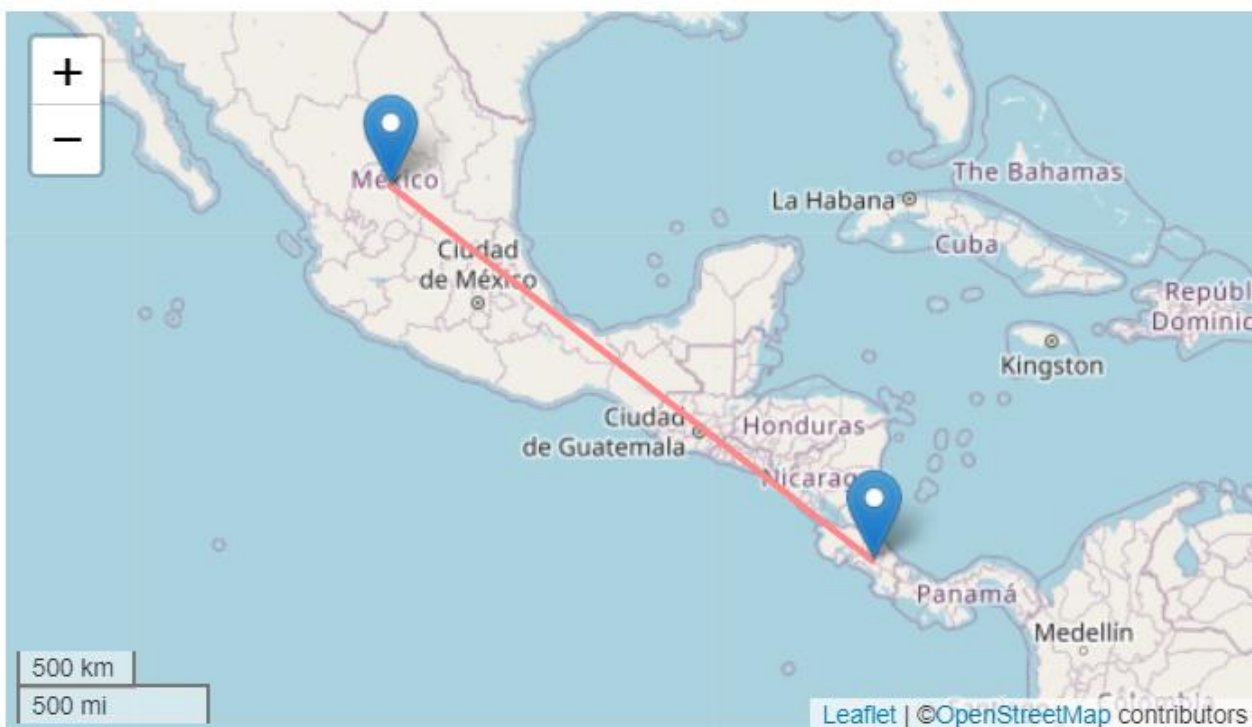 +
−
México
Ciudad
de México
La Habana
The Bahamas
Cuba
Repúbl
Dominic
Kingston
Ciudad
de Guatemala
Honduras
Nicarag
Panamá
Medellín
Colombia
500 km
500 mi
Leaflet | ©OpenStreetMap contributors